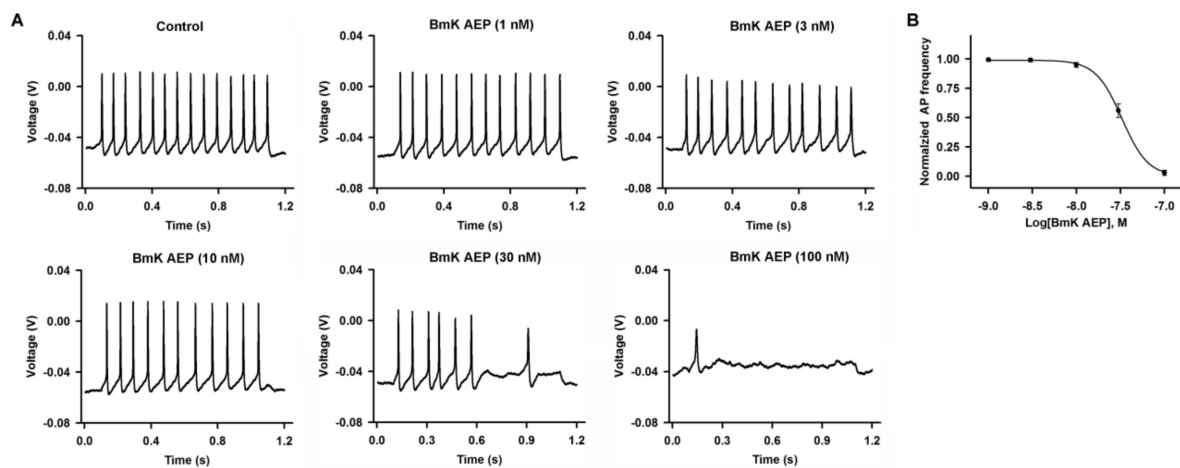 A
Control
BmK AEP (1 nM)
BmK AEP (3 nM)
B
0.04
0.00
-0.04
-0.08
Voltage (V)
0.0 0.4 0.8 1.2
Time (s)
0.04
0.00
-0.04
-0.08
Voltage (V)
0.0 0.4 0.8 1.2
Time (s)
0.04
0.00
-0.04
-0.08
Voltage (V)
0.0 0.4 0.8 1.2
Time (s)
1.00
0.75
0.50
0.25
0.00
Normalzied AP frequency
-9.0 -8.5 -8.0 -7.5 -7.0
Log[BmK AEP], M
BmK AEP (10 nM)
BmK AEP (30 nM)
BmK AEP (100 nM)
0.04
0.00
-0.04
-0.08
Voltage (V)
0.0 0.4 0.8 1.2
Time (s)
0.04
0.00
-0.04
-0.08
Voltage (V)
0.0 0.3 0.6 0.9 1.2
Time (s)
0.04
0.00
-0.04
-0.08
Voltage (V)
0.0 0.3 0.6 0.9 1.2
Time (s)